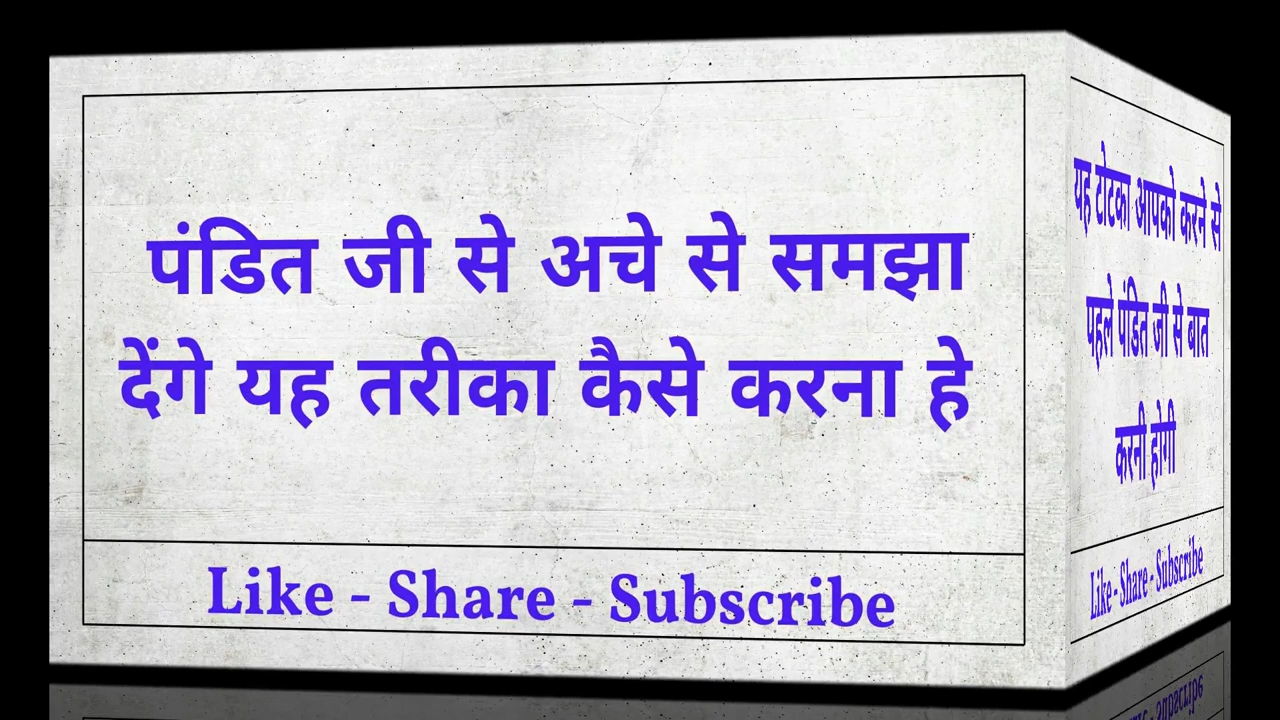 पंडित जी से अचे से समझा
देंगे यह तरीका कैसे करना हे
Like - Share - Subscribe
यह टोटका आपको करने से
पहले पंडित जी से बात
करनी होगी
Like - Share - Subscribe